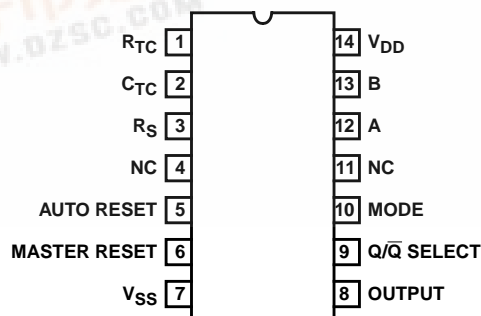 W.DZSC.COM
RTC 1
CTC 2
RS 3
NC 4
AUTO RESET 5
MASTER RESET 6
VSS 7
14 VDD
13 B
12 A
11 NC
10 MODE
9 Q/Q̅ SELECT
8 OUTPUT